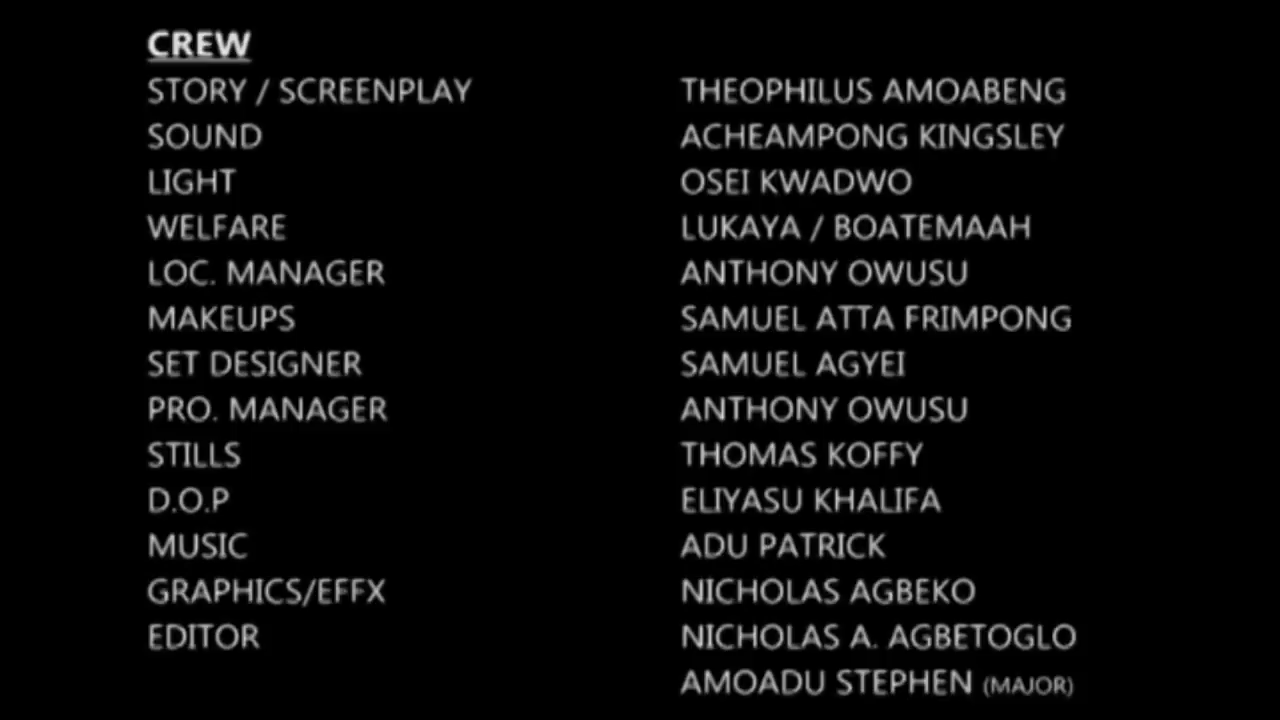 CREW
STORY / SCREENPLAY THEOPHILUS AMOABENG
SOUND ACHEAMPONG KINGSLEY
LIGHT OSEI KWADWO
WELFARE LUKAYA / BOATEMAAH
LOC. MANAGER ANTHONY OWUSU
MAKEUPS SAMUEL ATTA FRIMPONG
SET DESIGNER SAMUEL AGYEI
PRO. MANAGER ANTHONY OWUSU
STILLS THOMAS KOFFY
D.O.P ELIYASU KHALIFA
MUSIC ADU PATRICK
GRAPHICS/EFFX NICHOLAS AGBEKO
EDITOR NICHOLAS A. AGBETOGLO
AMOADU STEPHEN (MAJOR)